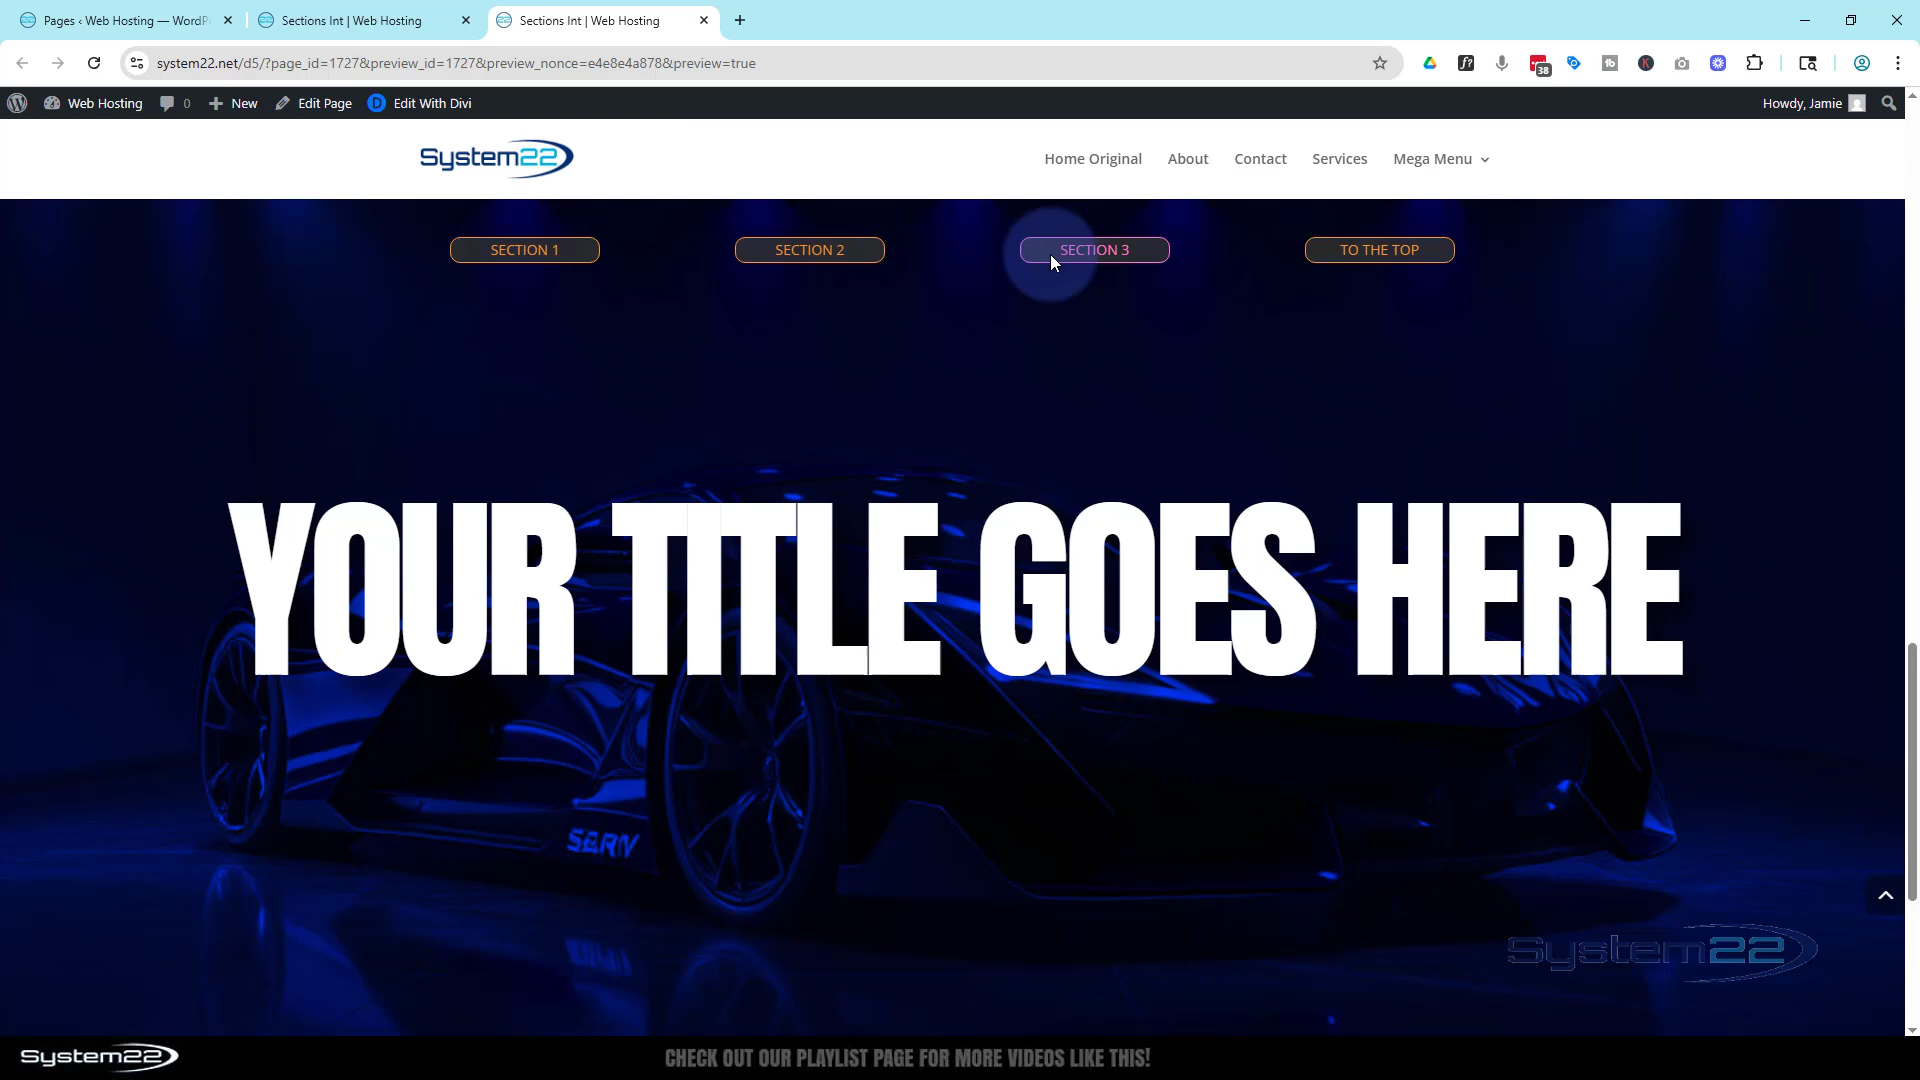 Pages ‹ Web Hosting — WordP
Sections Int | Web Hosting
Sections Int | Web Hosting
system22.net/d5/?page_id=1727&preview_id=1727&preview_nonce=e4e8e4a878&preview=true
38
Web Hosting 0 New Edit Page D Edit With Divi
Howdy, Jamie
System22
Home Original About Contact Services Mega Menu
SECTION 1 SECTION 2 SECTION 3 TO THE TOP
YOUR TITLE GOES HERE
System22
System22
CHECK OUT OUR PLAYLIST PAGE FOR MORE VIDEOS LIKE THIS!